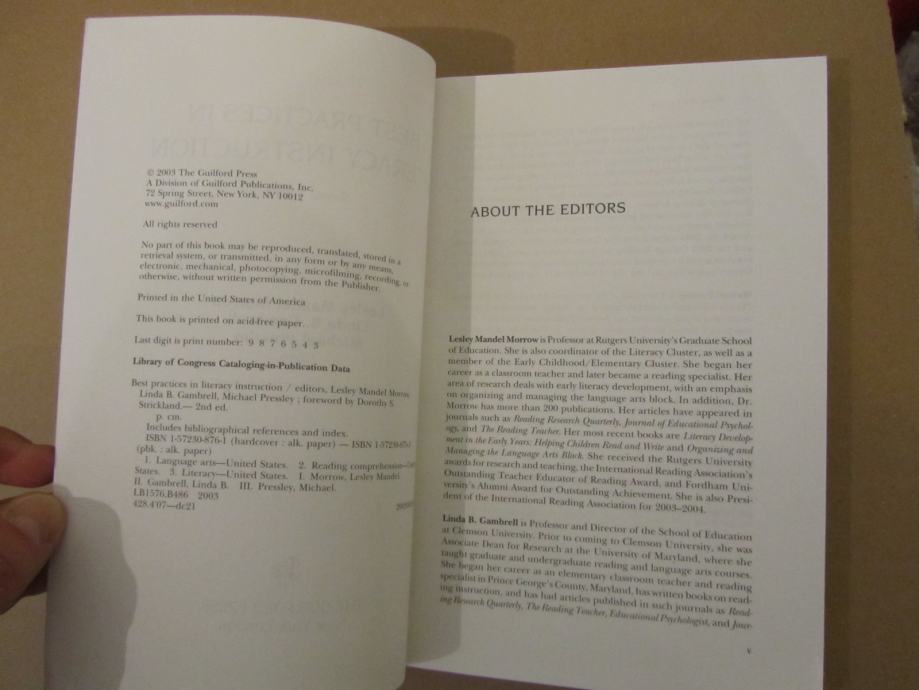 © 2003 The Guilford Press
A Division of Guilford Publications, Inc.
72 Spring Street, New York, NY 10012
www.guilford.com
All rights reserved
No part of this book may be reproduced, translated, stored in a
retrieval system, or transmitted, in any form or by any means,
electronic, mechanical, photocopying, microfilming, recording, or
otherwise, without written permission from the Publisher.
Printed in the United States of America
This book is printed on acid-free paper.
Last digit is print number: 9 8 7 6 5 4 3
Library of Congress Cataloging-in-Publication Data
Best practices in literacy instruction / editors, Lesley Mandel Morrow,
Linda B. Gambrell, Michael Pressley ; foreword by Dorothy S.
Strickland.— 2nd ed.
p. cm.
Includes bibliographical references and index.
ISBN 1-57230-876-1 (hardcover : alk. paper) — ISBN
(pbk. : alk. paper)
1. Language arts—United States. 2. Reading comprehension—
States. 3. Literacy—United States. I. Morrow, Lesley Mandel
II. Gambrell, Linda B. III. Pressley, Michael.
LB1576.B486 2003
428.4'07—dc21
ABOUT THE EDITORS
Lesley Mandel Morrow is Professor at Rutgers University's Graduate School
of Education. She is also coordinator of the Literacy Cluster, as well as a
member of the Early Childhood/Elementary Cluster. She began her
career as a classroom teacher and later became a reading specialist. Her
area of research deals with early literacy development, with an emphasis
on organizing and managing the language arts block. In addition, Dr.
Morrow has more than 200 publications. Her articles have appeared in
journals such as Reading Research Quarterly, Journal of Educational Psychol-
ogy, and The Reading Teacher. Her most recent books are Literacy Develop-
ment in the Early Years: Helping Children Read and Write and Organizing and
Managing the Language Arts Block. She received the Rutgers University
awards for research and teaching, the International Reading Association's
Outstanding Teacher Educator of Reading Award, and Fordham Uni-
versity's Alumni Award for Outstanding Achievement. She is also Presi-
dent of the International Reading Association for 2003–2004.
Linda B. Gambrell is Professor and Director of the School of Education
at Clemson University. Prior to coming to Clemson University, she was
Associate Dean for Research at the University of Maryland, where she
taught graduate and undergraduate reading and language arts courses.
She began her career as an elementary classroom teacher and reading
specialist in Prince George's County, Maryland, has written books on read-
ing instruction, and has had articles published in such journals as Read-
ing Research Quarterly, The Reading Teacher, Educational Psychologist, and Jour-
v